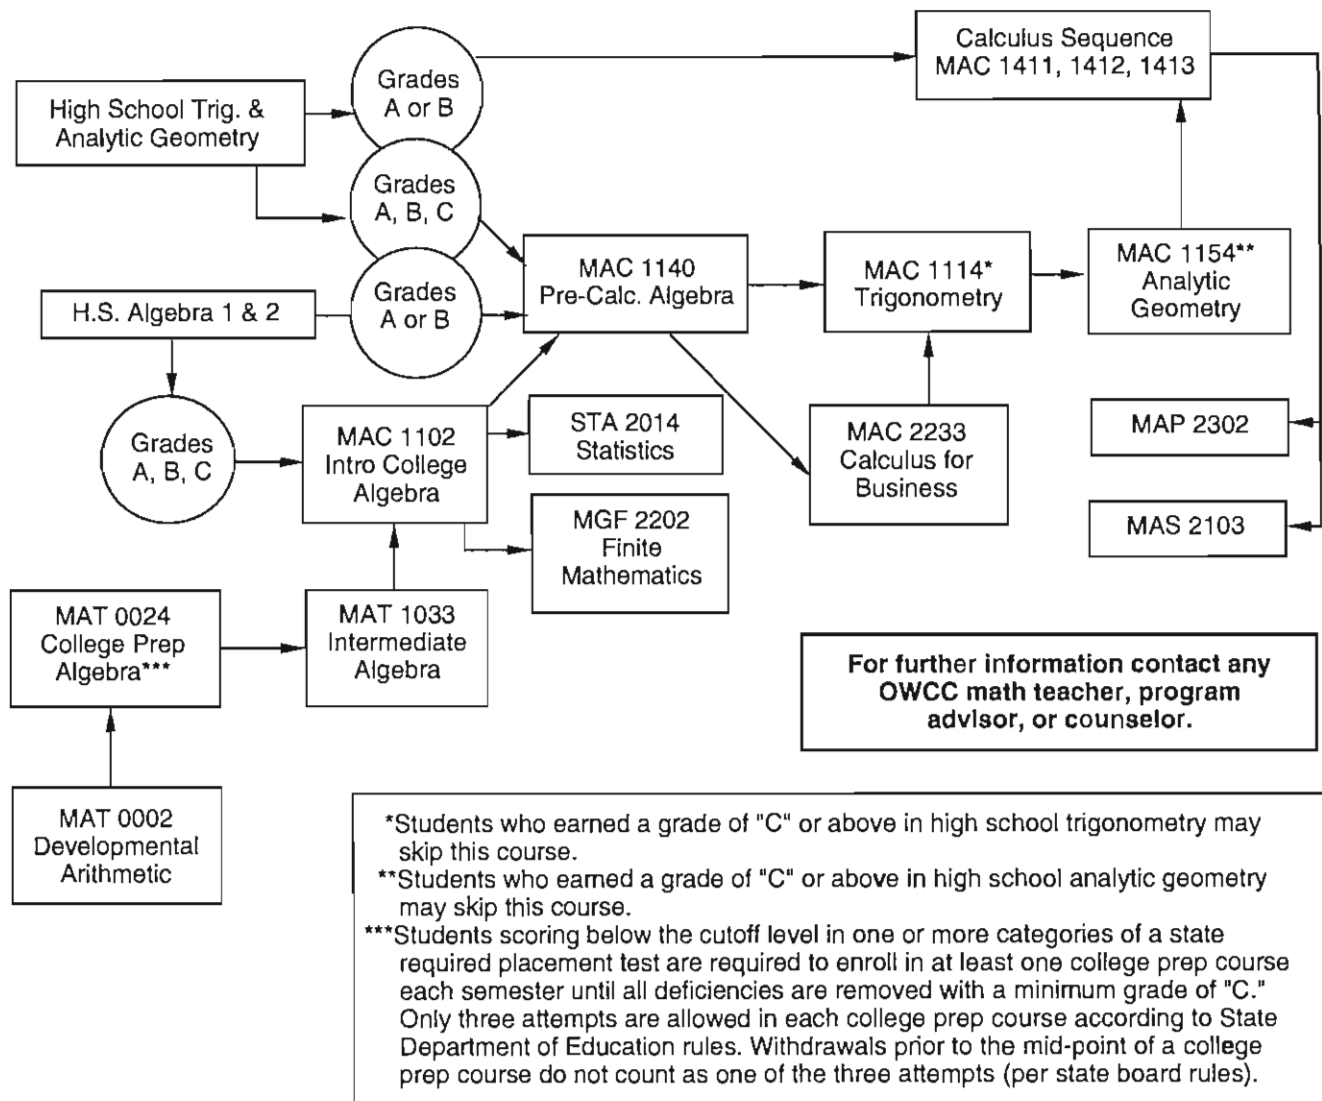 High School Trig. &
Analytic Geometry
Grades
A or B
Calculus Sequence
MAC 1411, 1412, 1413
Grades
A, B, C
H.S. Algebra 1 & 2
Grades
A or B
MAC 1140
Pre-Calc. Algebra
MAC 1114*
Trigonometry
MAC 1154**
Analytic
Geometry
Grades
A, B, C
MAC 1102
Intro College
Algebra
STA 2014
Statistics
MAC 2233
Calculus for
Business
MAP 2302
MGF 2202
Finite
Mathematics
MAS 2103
MAT 0024
College Prep
Algebra***
MAT 1033
Intermediate
Algebra
For further information contact any
OWCC math teacher, program
advisor, or counselor.
MAT 0002
Developmental
Arithmetic
*Students who earned a grade of "C" or above in high school trigonometry may
skip this course.
**Students who earned a grade of "C" or above in high school analytic geometry
may skip this course.
***Students scoring below the cutoff level in one or more categories of a state
required placement test are required to enroll in at least one college prep course
each semester until all deficiencies are removed with a minimum grade of "C."
Only three attempts are allowed in each college prep course according to State
Department of Education rules. Withdrawals prior to the mid-point of a college
prep course do not count as one of the three attempts (per state board rules).